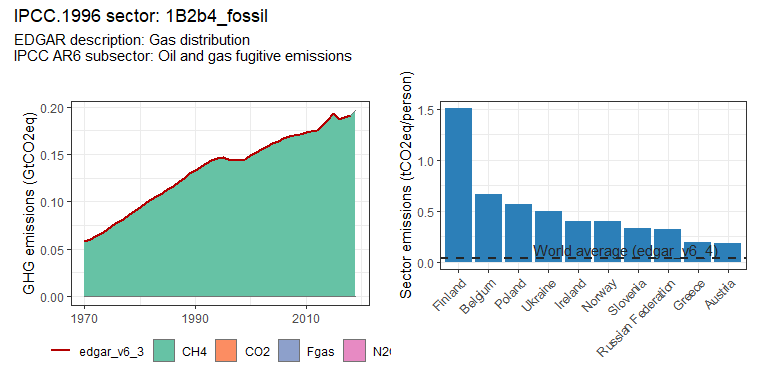 IPCC.1996 sector: 1B2b4_fossil
EDGAR description: Gas distribution
IPCC AR6 subsector: Oil and gas fugitive emissions
GHG emissions (GtCO2eq)
0.20
0.15
0.10
0.05
0.00
1970
1990
2010
edgar_v6_3
CH4
CO2
Fgas
Sector emissions (tCO2eq/person)
1.5
1.0
0.5
0.0
World average (edgar_v6_4)
Finland
Belgium
Poland
Ukraine
Ireland
Norway
Slovenia
Russian Federation
Greece
Austria